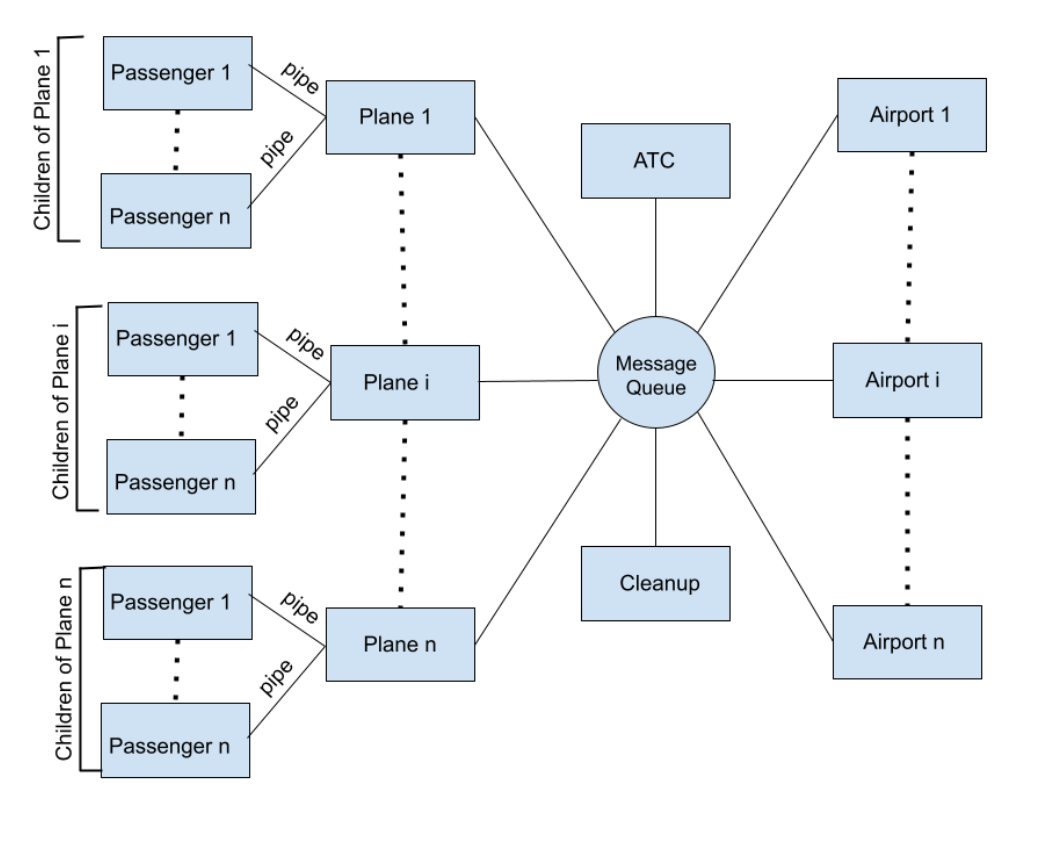 Children of Plane 1
Passenger 1
pipe
Plane 1
pipe
Passenger n
ATC
Airport 1
Children of Plane i
Passenger 1
pipe
Plane i
pipe
Passenger n
Message
Queue
Airport i
Children of Plane n
Passenger 1
pipe
Plane n
pipe
Passenger n
Cleanup
Airport n